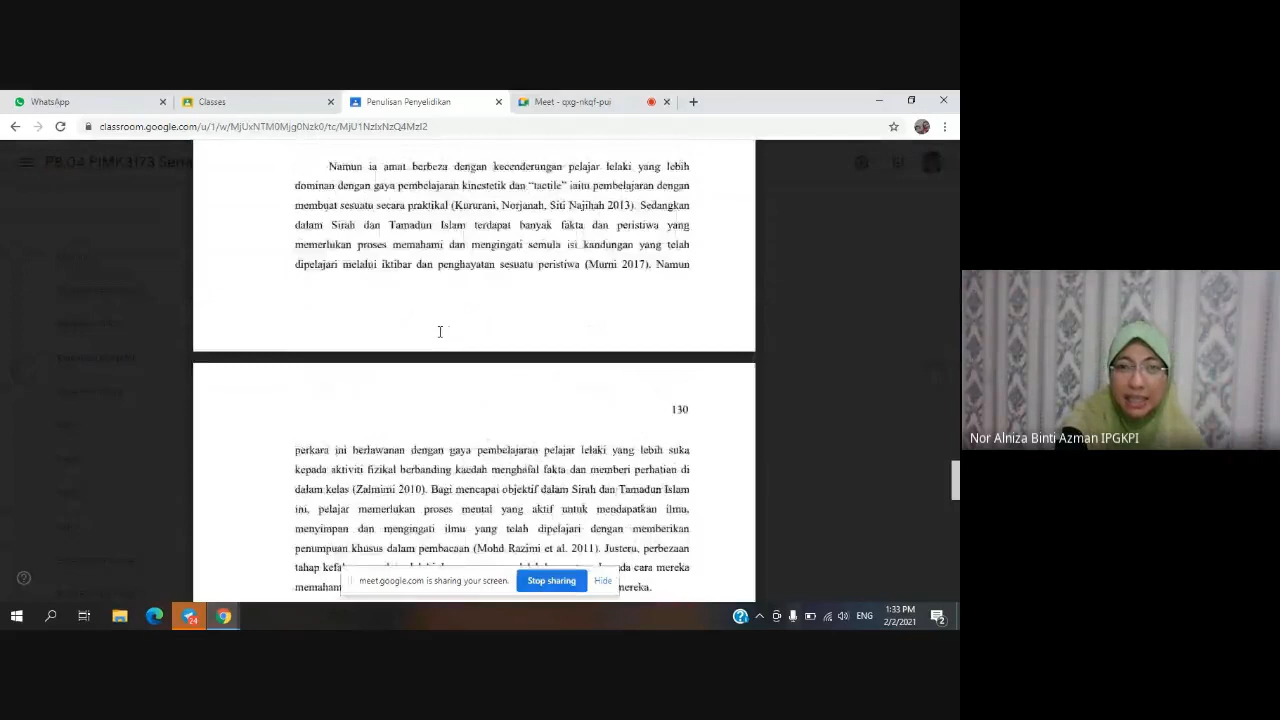 WhatsApp
Classes
Penulisan Penyelidikan
Meet - qxg-nkqf-pui
classroom.google.com/u/1/w/MjUxNTM0Mjg0Nzk0/tc/MjU1NzIxNzQ4MzI2
Namun ia amat berbeza dengan kecenderungan pelajar lelaki yang lebih
dominan dengan gaya pembelajaran kinestetik dan “tactile” iaitu pembelajaran dengan
membuat sesuatu secara praktikal (Kururani, Norjanah, Siti Najihah 2013). Sedangkan
dalam Sirah dan Tamadun Islam terdapat banyak fakta dan peristiwa yang
memerlukan proses memahami dan mengingati semula isi kandungan yang telah
dipelajari melalui iktibar dan penghayatan sesuatu peristiwa (Murni 2017). Namun
130
perkara ini berlawanan dengan gaya pembelajaran pelajar lelaki yang lebih suka
kepada aktiviti fizikal berbanding kaedah menghafal fakta dan memberi perhatian di
dalam kelas (Zalmimi 2010). Bagi mencapai objektif dalam Sirah dan Tamadun Islam
ini, pelajar memerlukan proses mental yang aktif untuk mendapatkan ilmu,
menyimpan dan mengingati ilmu yang telah dipelajari dengan memberikan
penumpuan khusus dalam pembacaan (Mohd Razimi et al. 2011). Justeru, perbezaan
tahap cara mereka
mereka.
meet.google.com is sharing your screen.
Stop sharing
Hide
Nor Alniza Binti Azman IPGKPI
24
ENG
1:33 PM
2/2/2021
2